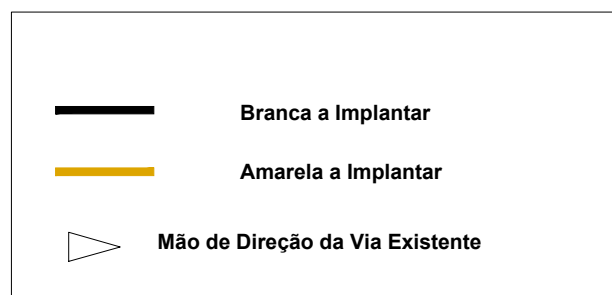 Branca a Implantar
Amarela a Implantar
Mão de Direção da Via Existente